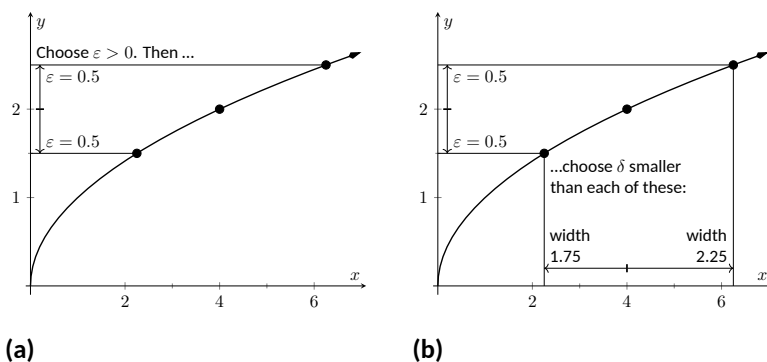 y
Choose ε > 0. Then ...
ε = 0.5
2
ε = 0.5
1
x
2
4
6
(a)
y
ε = 0.5
2
ε = 0.5
...choose δ smaller
than each of these:
1
width
1.75
width
2.25
x
2
4
6
(b)